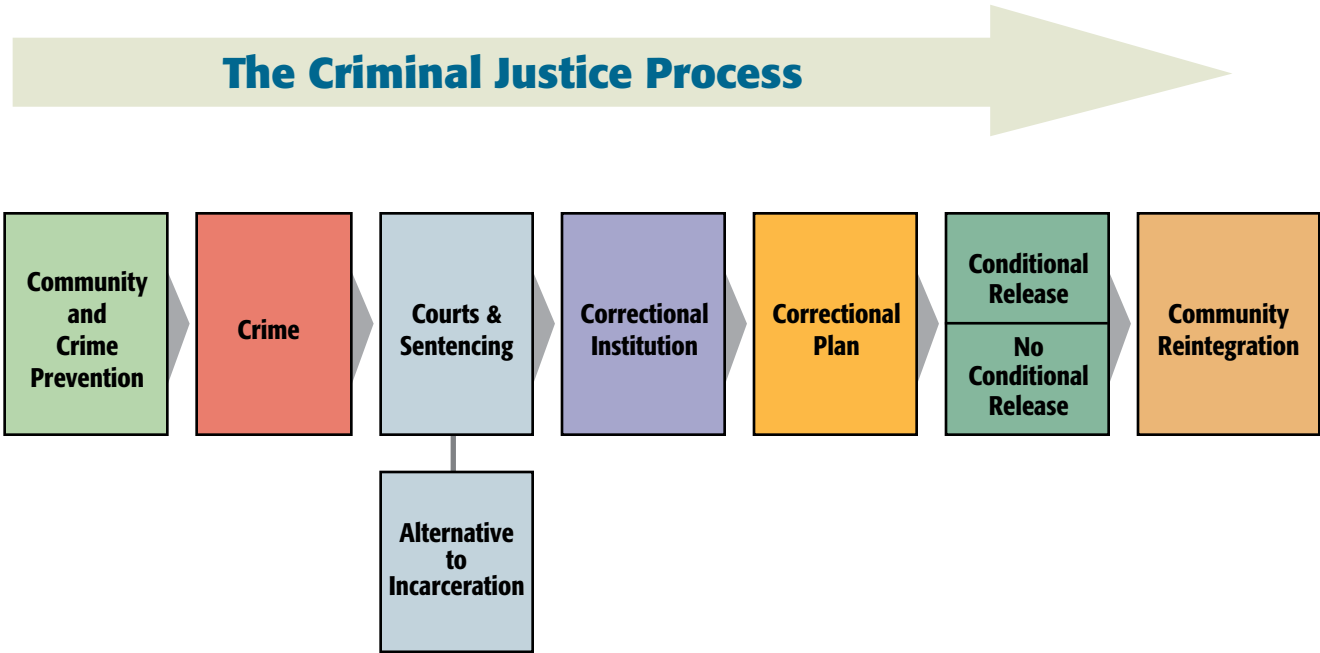 The Criminal Justice Process
Community
and
Crime
Prevention
Crime
Courts &
Sentencing
Correctional
Institution
Correctional
Plan
Conditional
Release
No
Conditional
Release
Community
Reintegration
Alternative
to
Incarceration